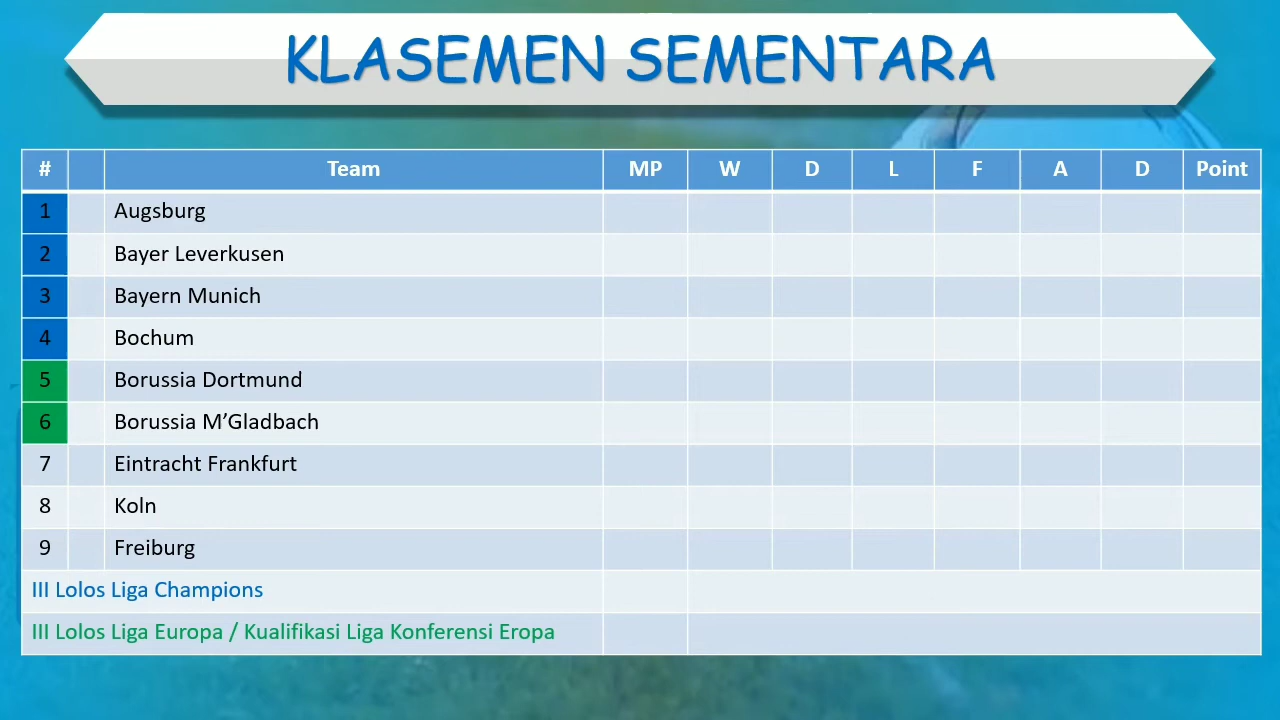 KLASEMEN SEMENTARA
# Team MP W D L F A D Point
1 Augsburg
2 Bayer Leverkusen
3 Bayern Munich
4 Bochum
5 Borussia Dortmund
6 Borussia M’Gladbach
7 Eintracht Frankfurt
8 Koln
9 Freiburg
III Lolos Liga Champions
III Lolos Liga Europa / Kualifikasi Liga Konferensi Eropa